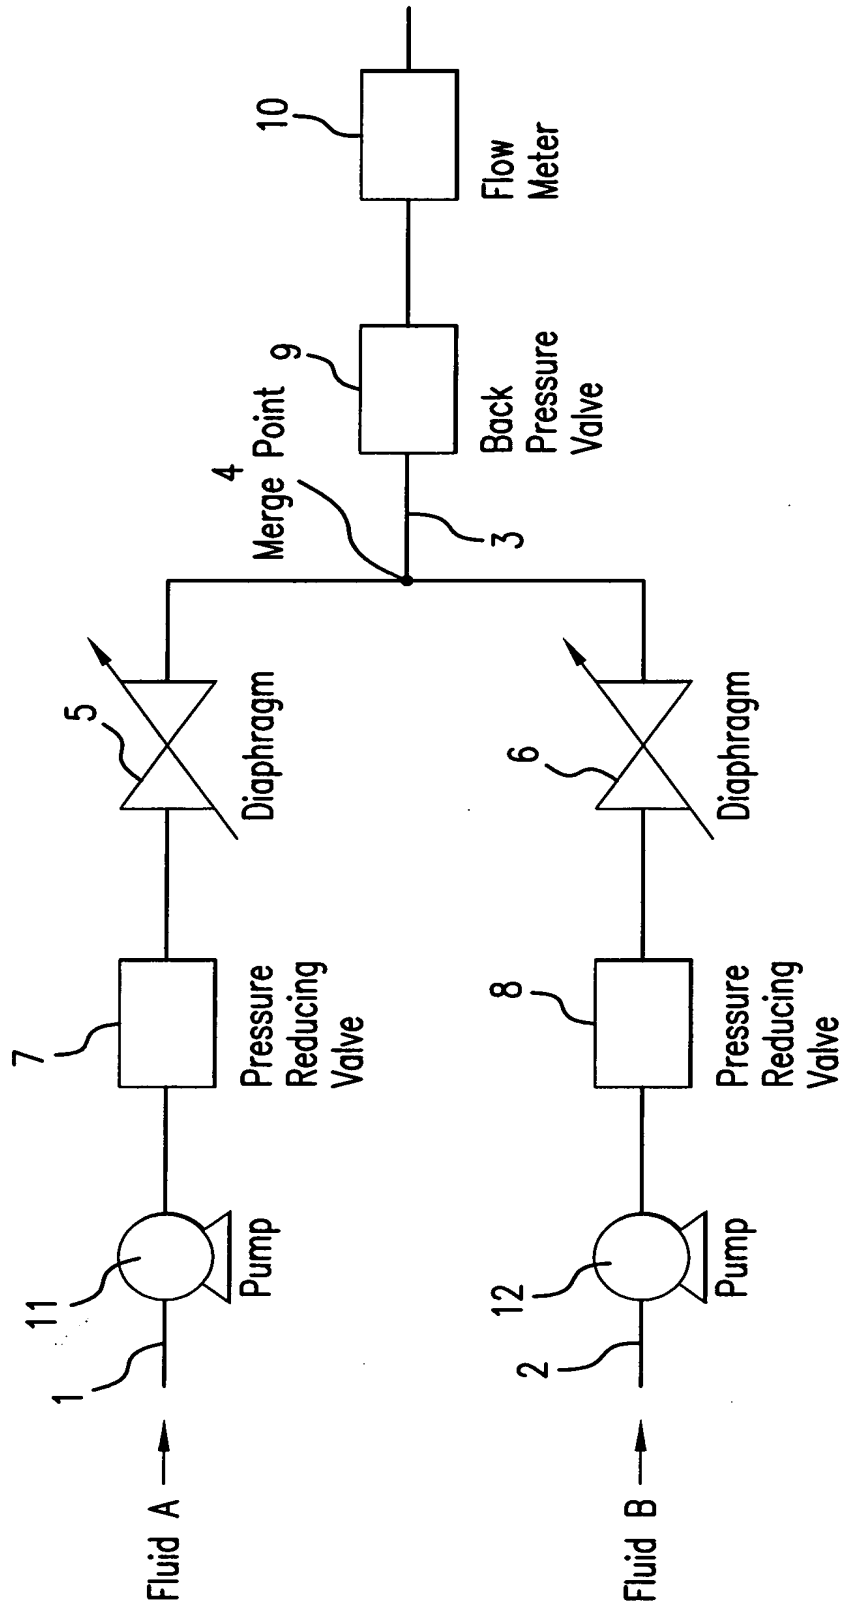 Fluid A
1
11
Pump
7
Pressure
Reducing
Valve
5
Diaphragm
4
Merge Point
3
9
Back
Pressure
Valve
10
Flow
Meter
Fluid B
2
12
Pump
8
Pressure
Reducing
Valve
6
Diaphragm